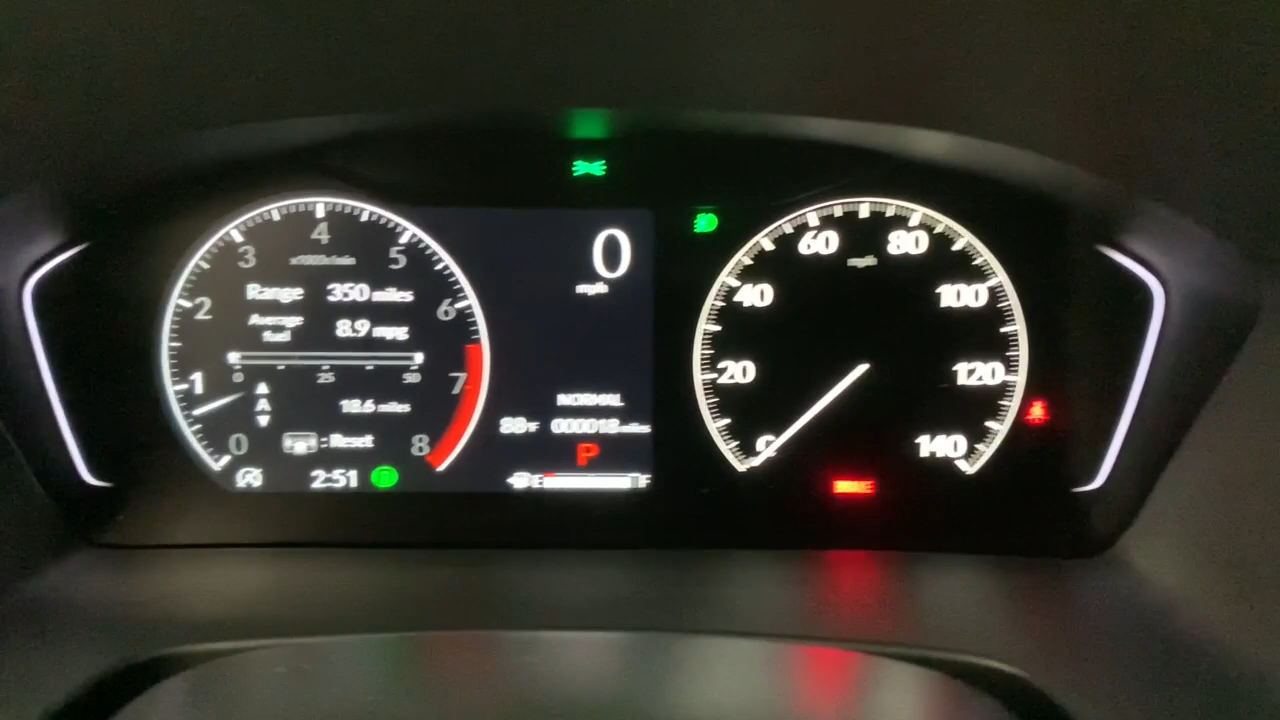 4
3
5
x1000r/min
2
6
Range 350 miles
Average
fuel
8.9 mpg
0 25 50
1
7
A
18.6 miles
: Reset
0
8
2:51
0
mph
NORMAL
88°F 000018 miles
P
E F
60 80
mph
40 100
20 120
0 140
BRAKE